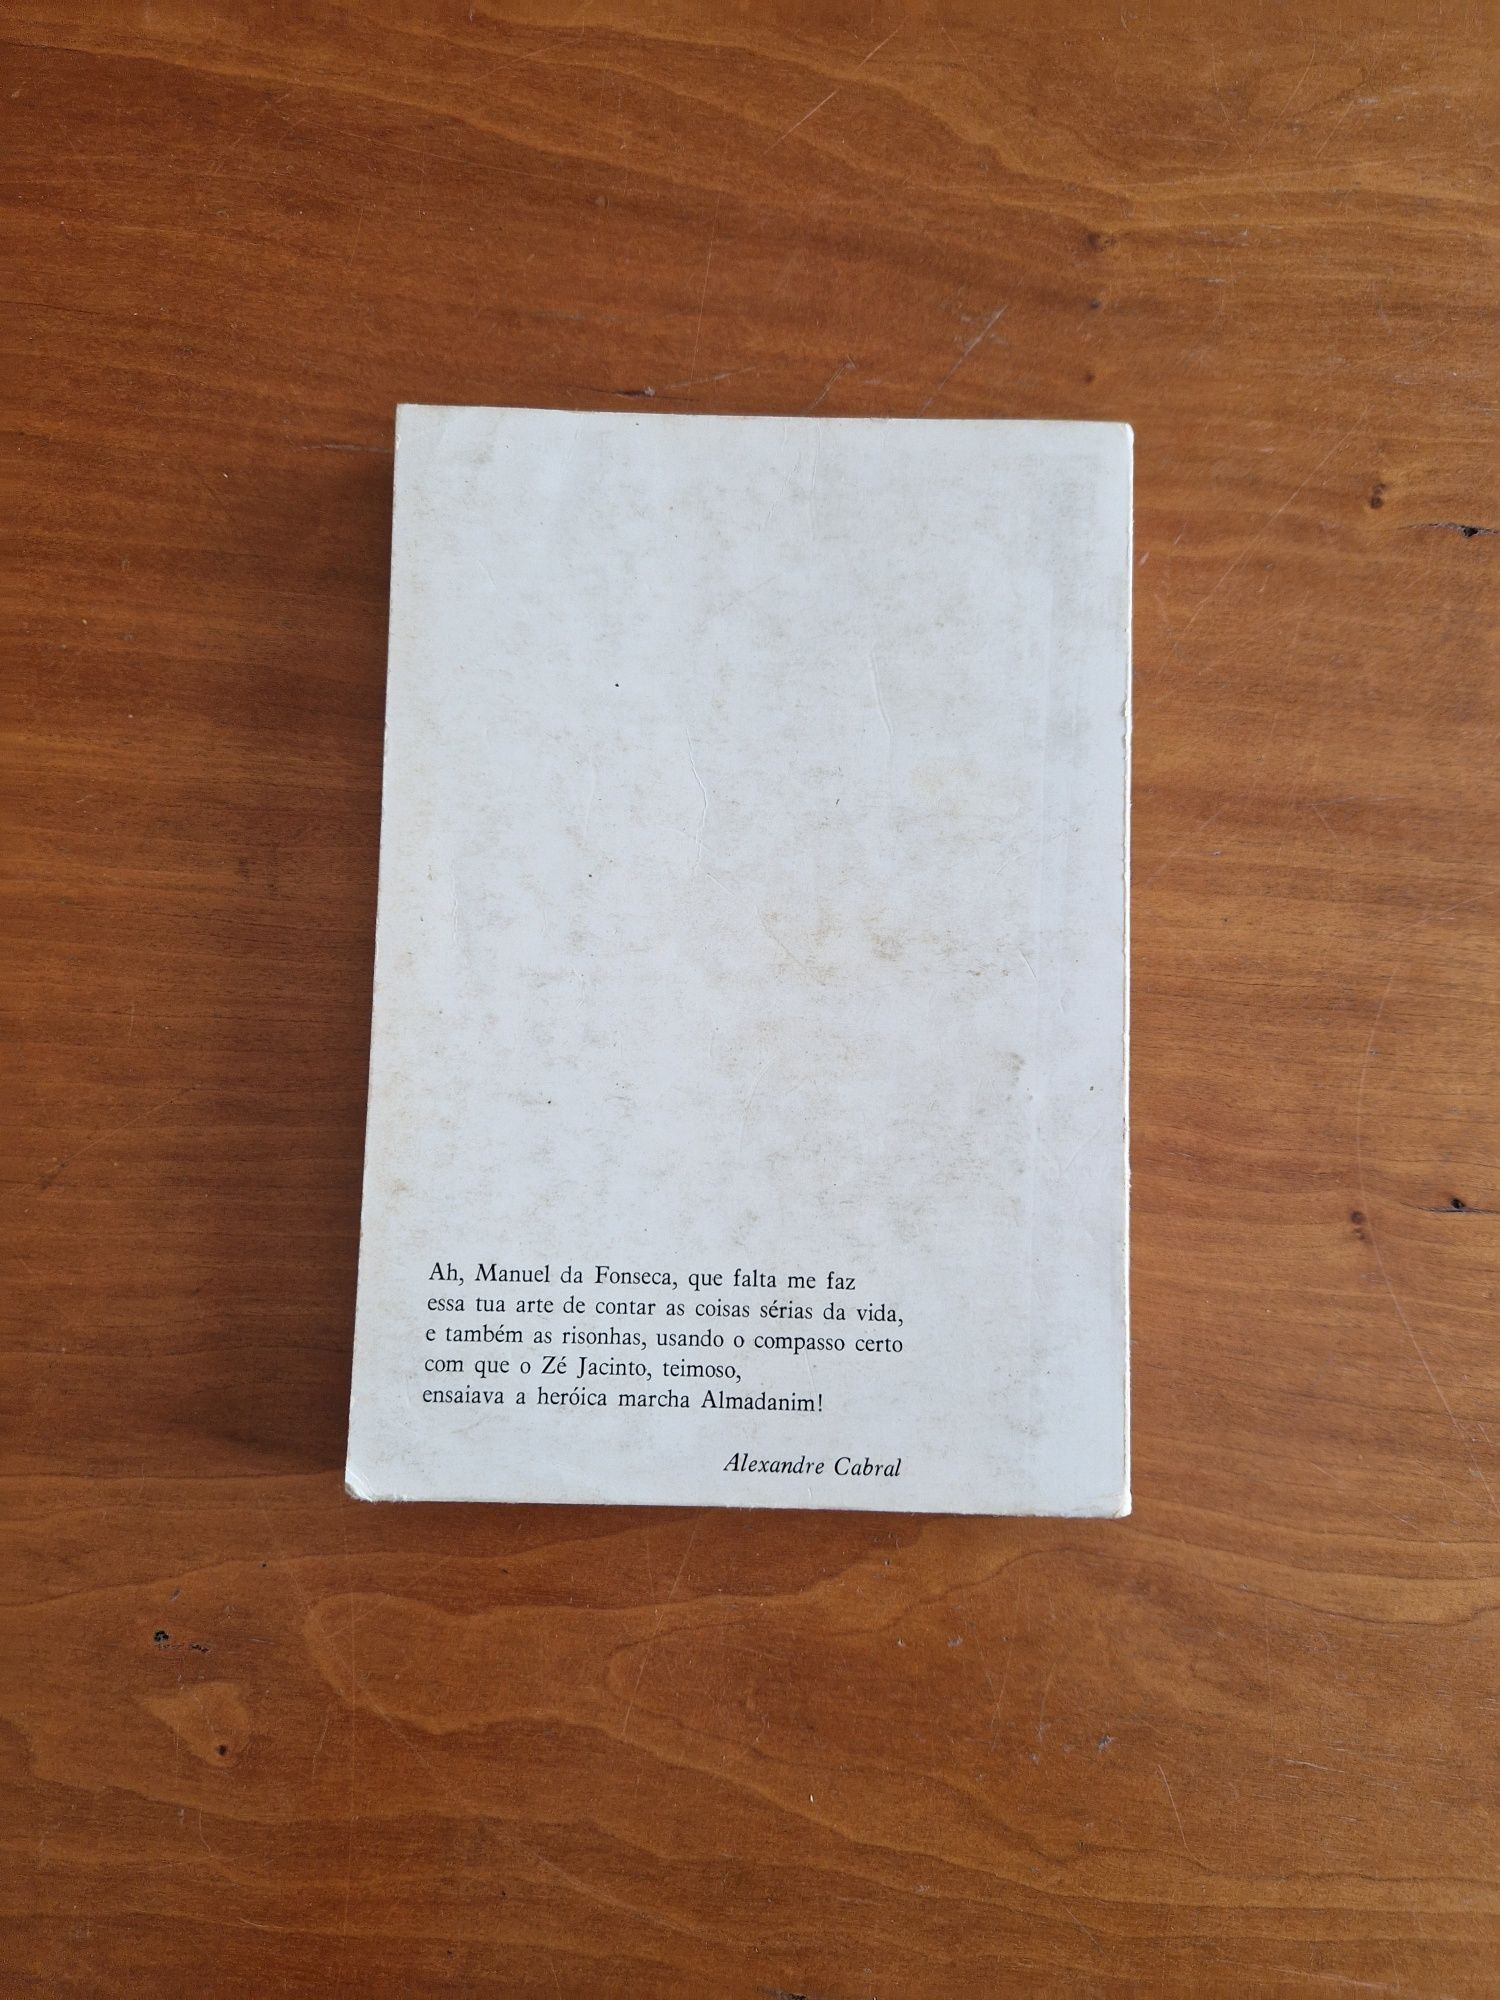 Ah, Manuel da Fonseca, que falta me faz
essa tua arte de contar as coisas sérias da vida,
e também as risonhas, usando o compasso certo
com que o Zé Jacinto, teimoso,
ensaiava a heróica marcha Almadanim!
Alexandre Cabral